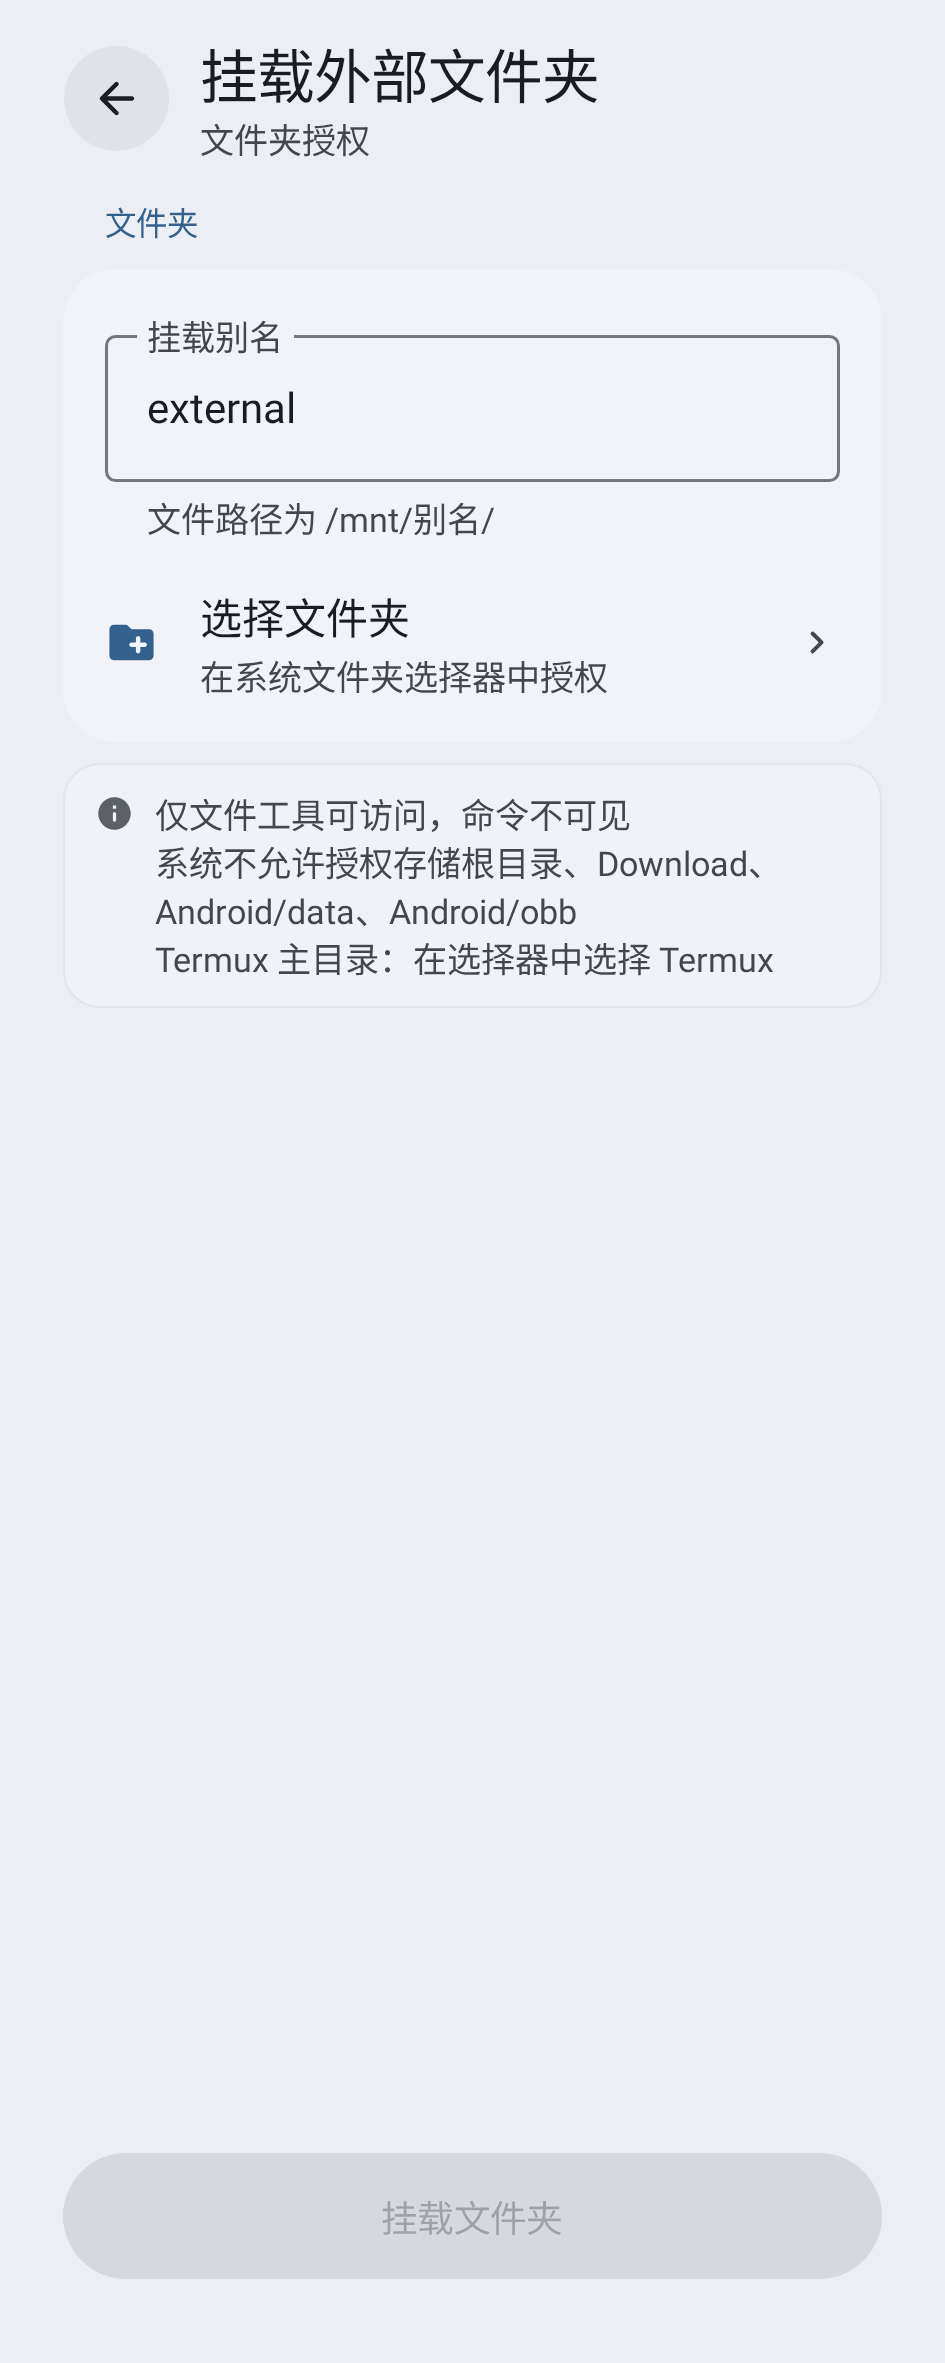 挂载外部文件夹
文件夹授权
文件夹
挂载别名
external
文件路径为 /mnt/别名/
选择文件夹
在系统文件夹选择器中授权
仅文件工具可访问，命令不可见
系统不允许授权存储根目录、Download、
Android/data、Android/obb
Termux 主目录：在选择器中选择 Termux
挂载文件夹